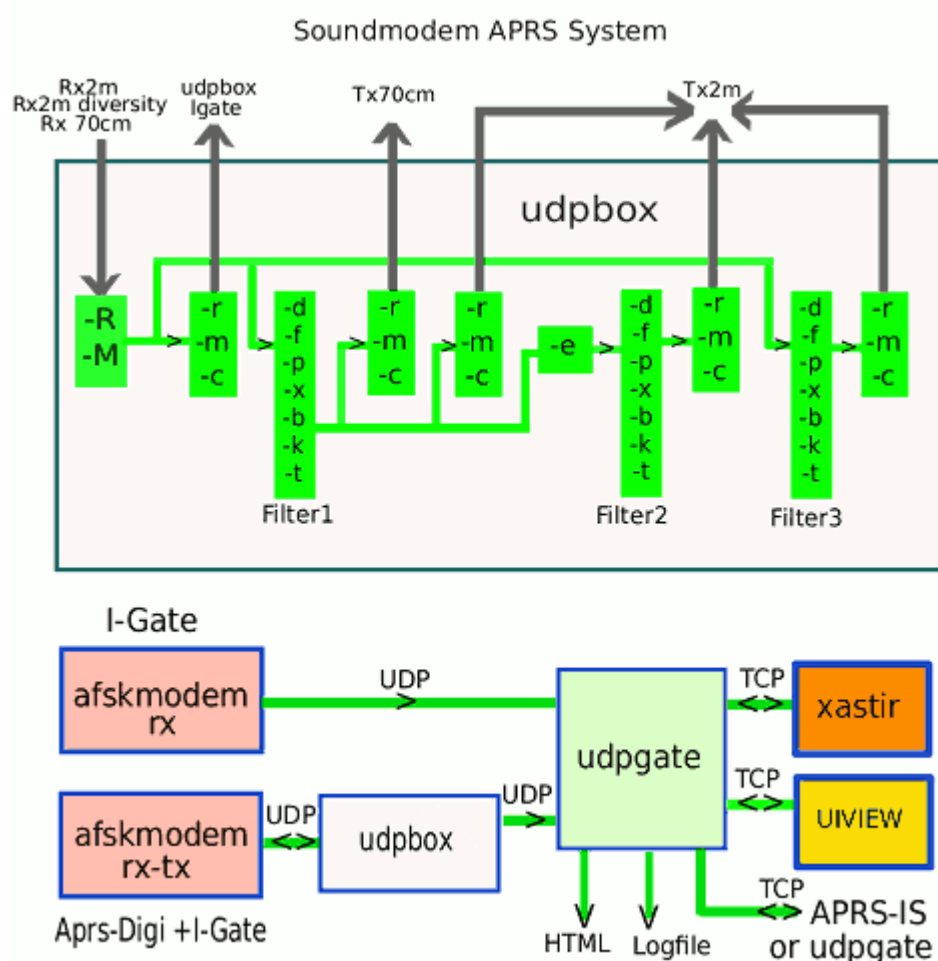 Soundmodem APRS System
Rx2m
Rx2m diversity
Rx 70cm
udpbox
Igate
Tx70cm
Tx2m
udpbox
-R
-M
-r
-m
-c
-d
-f
-p
-x
-b
-k
-t
Filter1
-r
-m
-c
-r
-m
-c
-e
-d
-f
-p
-x
-b
-k
-t
Filter2
-r
-m
-c
-d
-f
-p
-x
-b
-k
-t
Filter3
-r
-m
-c
I-Gate
afskmodem
rx
UDP
udpgate
TCP
xastir
afskmodem
rx-tx
UDP
udpbox
UDP
TCP
UIVIEW
Aprs-Digi +I-Gate
HTML
Logfile
TCP
APRS-IS
or udpgate